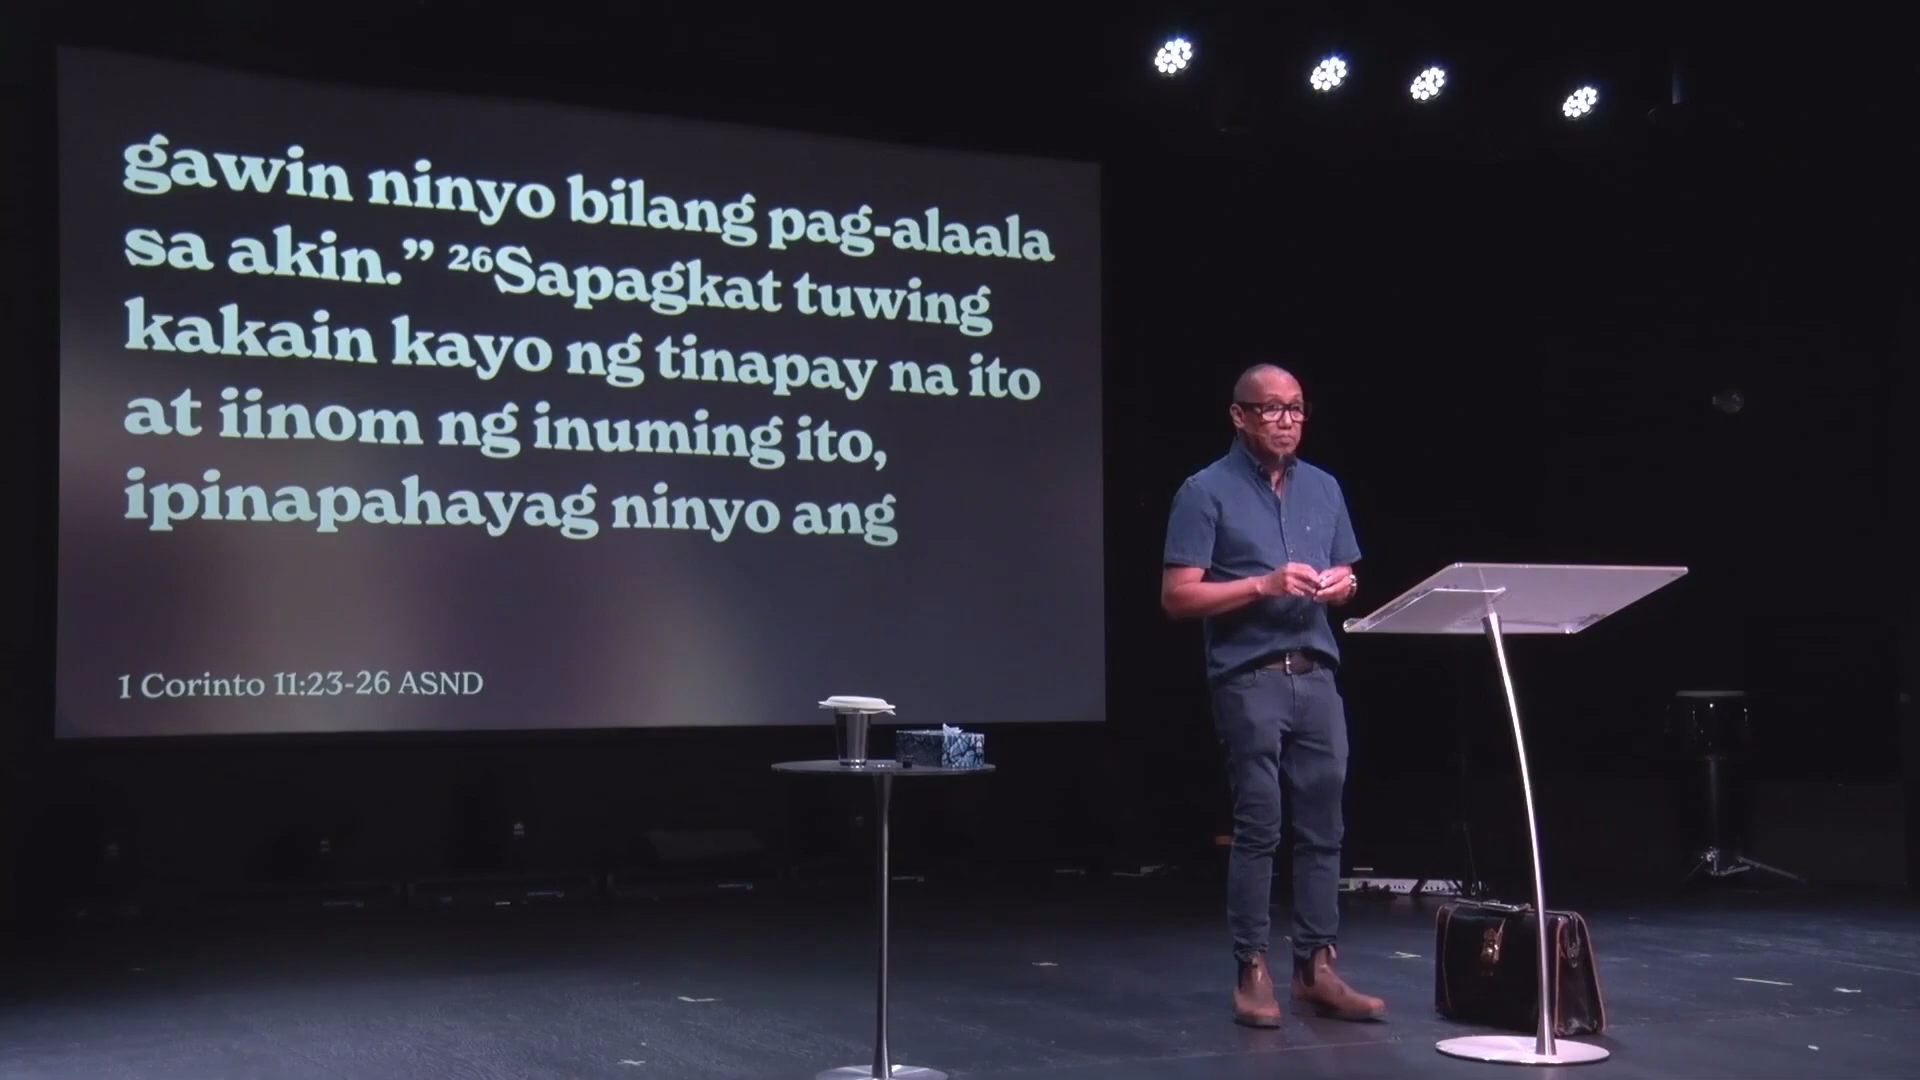 gawin ninyo bilang pag-alaala
sa akin.” ²⁶Sapagkat tuwing
kakain kayo ng tinapay na ito
at iinom ng inuming ito,
ipinapahayag ninyo ang
1 Corinto 11:23-26 ASND